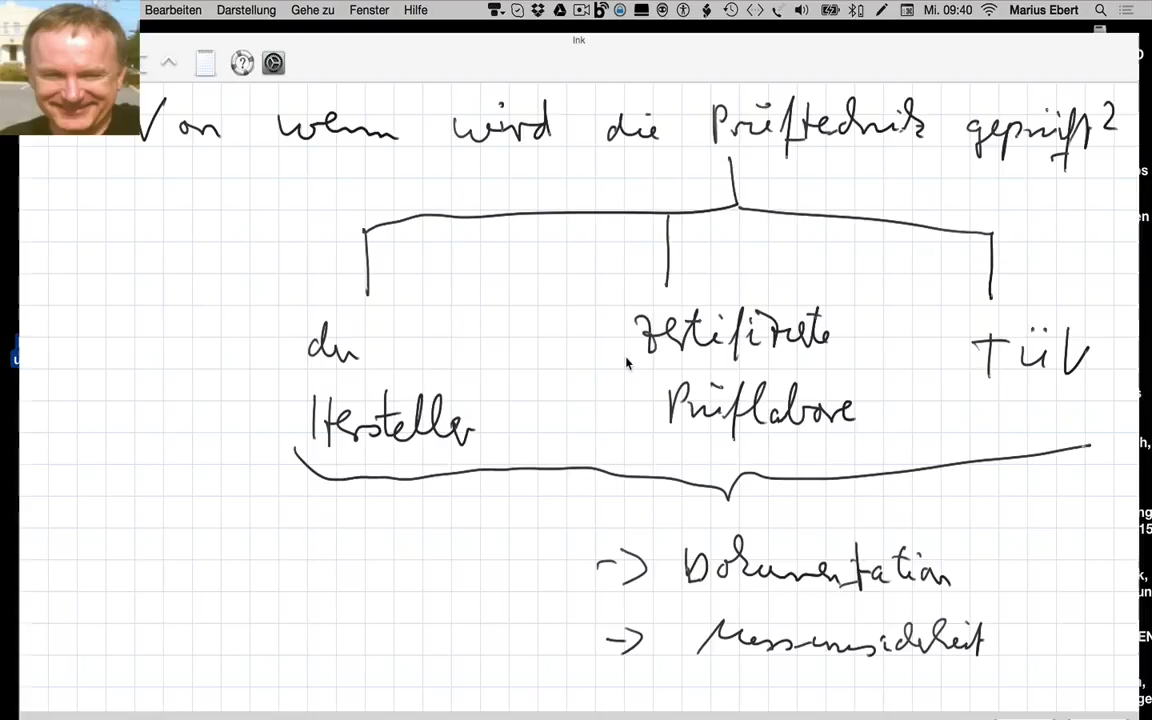 Bearbeiten Darstellung Gehe zu Fenster Hilfe Mi. 09:40 Marius Ebert
Ink
Von wem wird die Prüftechnik geprüft?
der zertifizierte TÜV
Hersteller Prüflabore
-> Dokumentation
-> Messunsicherheit